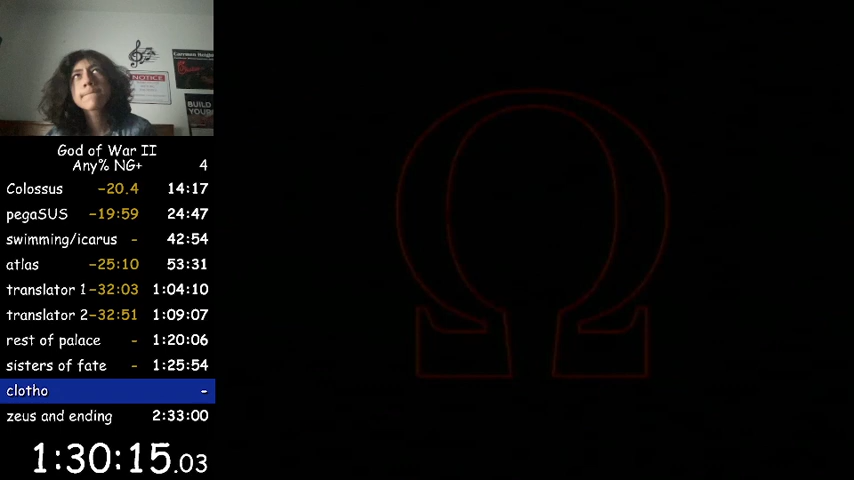 NOTICE
BUILD
YOUR
God of War II
Any% NG+ 4
Colossus -20.4 14:17
pegaSUS -19:59 24:47
swimming/icarus - 42:54
atlas -25:10 53:31
translator 1 -32:03 1:04:10
translator 2 -32:51 1:09:07
rest of palace - 1:20:06
sisters of fate - 1:25:54
clotho -
zeus and ending 2:33:00
1:30:15.03
Ω